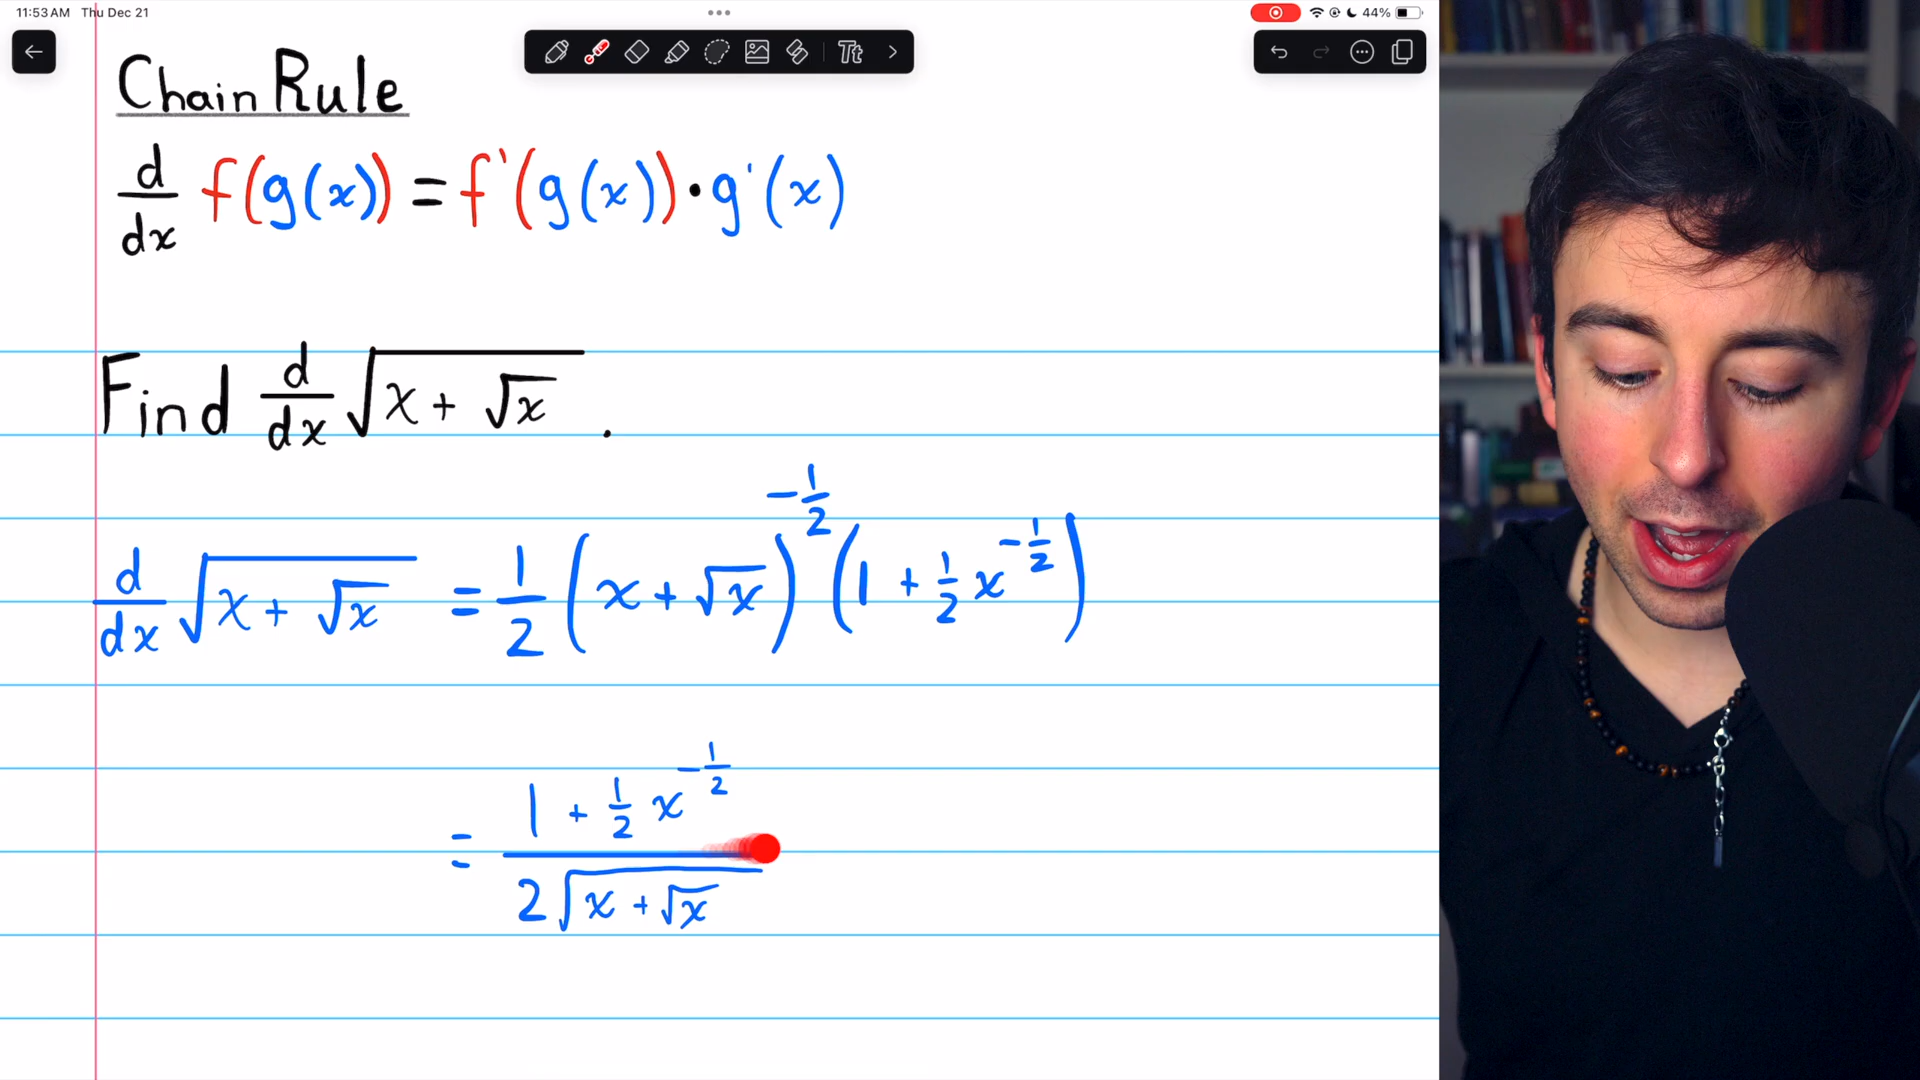 11:53 AM Thu Dec 21
44%
Tt
Chain Rule
d/dx f(g(x)) = f'(g(x)) · g'(x)
Find d/dx √(x + √x) .
d/dx √(x + √x) = 1/2 (x + √x)^(-1/2) (1 + 1/2 x^(-1/2))
= (1 + 1/2 x^(-1/2)) / (2√(x + √x))